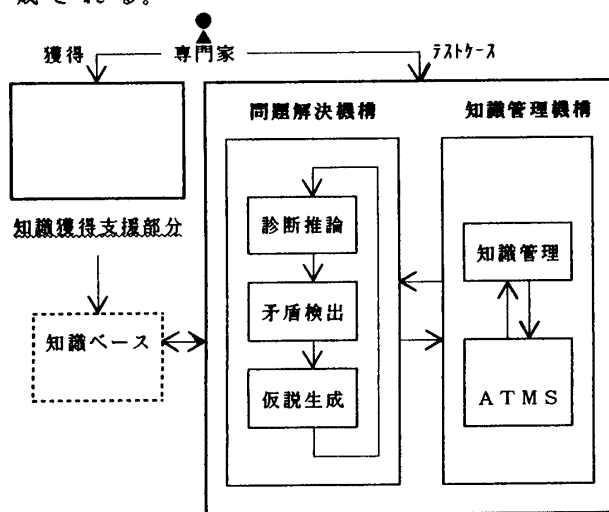 成される。
獲得
専門家
テストケース
問題解決機構
知識管理機構
診断推論
知識獲得支援部分
知識管理
矛盾検出
知識ベース
仮説生成
ATMS